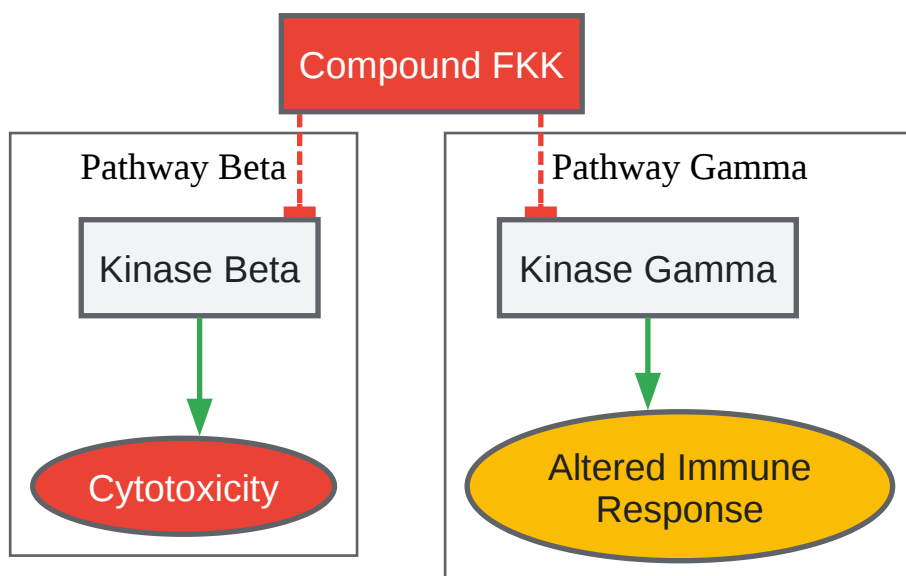 Compound FKK
Pathway Beta
Pathway Gamma
Kinase Beta
Kinase Gamma
Cytotoxicity
Altered Immune
Response